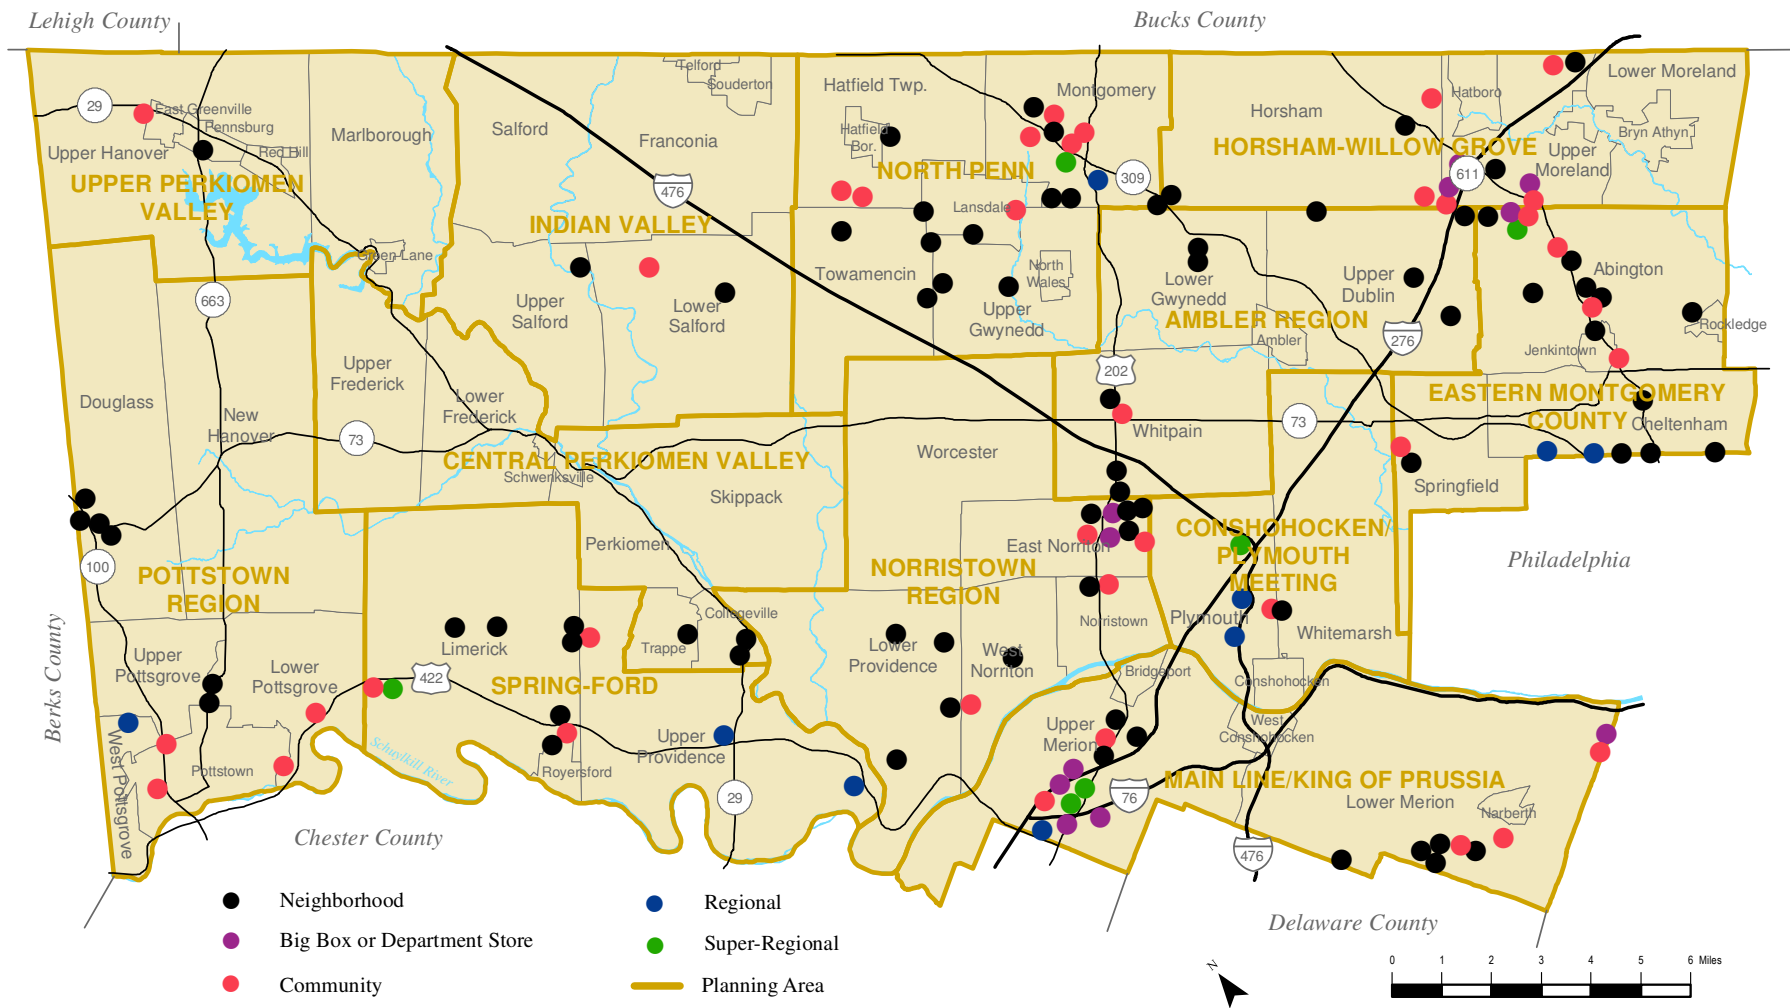 Lehigh County
Bucks County
Telford
Souderton
Hatfield Twp.
Montgomery
Lower Moreland
29
East Greenville
Pennsburg
Marlborough
Salford
Franconia
Hatfield
Bor.
Horsham
Hatboro
Bryn Athyn
Upper Hanover
Red Hill
HORSHAM-WILLOW GROVE
Upper
Moreland
UPPER PERKIOMEN
VALLEY
476
NORTH PENN
309
611
INDIAN VALLEY
Lansdale
Green Lane
663
Upper
Salford
Lower
Salford
Towamencin
North
Wales
Upper
Gwynedd
Lower
Gwynedd
Upper
Dublin
Abington
AMBLER REGION
Ambler
276
Rockledge
Jenkintown
Upper
Frederick
202
Douglass
New
Hanover
Lower
Frederick
EASTERN MONTGOMERY
COUNTY
Cheltenham
73
73
Whitpain
CENTRAL PERKIOMEN VALLEY
Schwenksville
Worcester
Skippack
Springfield
100
Perkiomen
East Norriton
CONSHOHOCKEN/
PLYMOUTH
MEETING
Philadelphia
POTTSTOWN
REGION
NORRISTOWN
REGION
Collegeville
Norristown
Plymouth
Whitemarsh
Berks County
Upper
Pottsgrove
Lower
Pottsgrove
Limerick
Trappe
Lower
Providence
West
Norriton
422
SPRING-FORD
Bridgeport
Conshohocken
West
Conshohocken
Upper
Merion
West Pottsgrove
Pottstown
Schuylkill River
Royersford
Upper
Providence
29
76
MAIN LINE/KING OF PRUSSIA
Lower Merion
Narberth
476
Chester County
Delaware County
Neighborhood
Big Box or Department Store
Community
Regional
Super-Regional
Planning Area
N
0 1 2 3 4 5 6 Miles